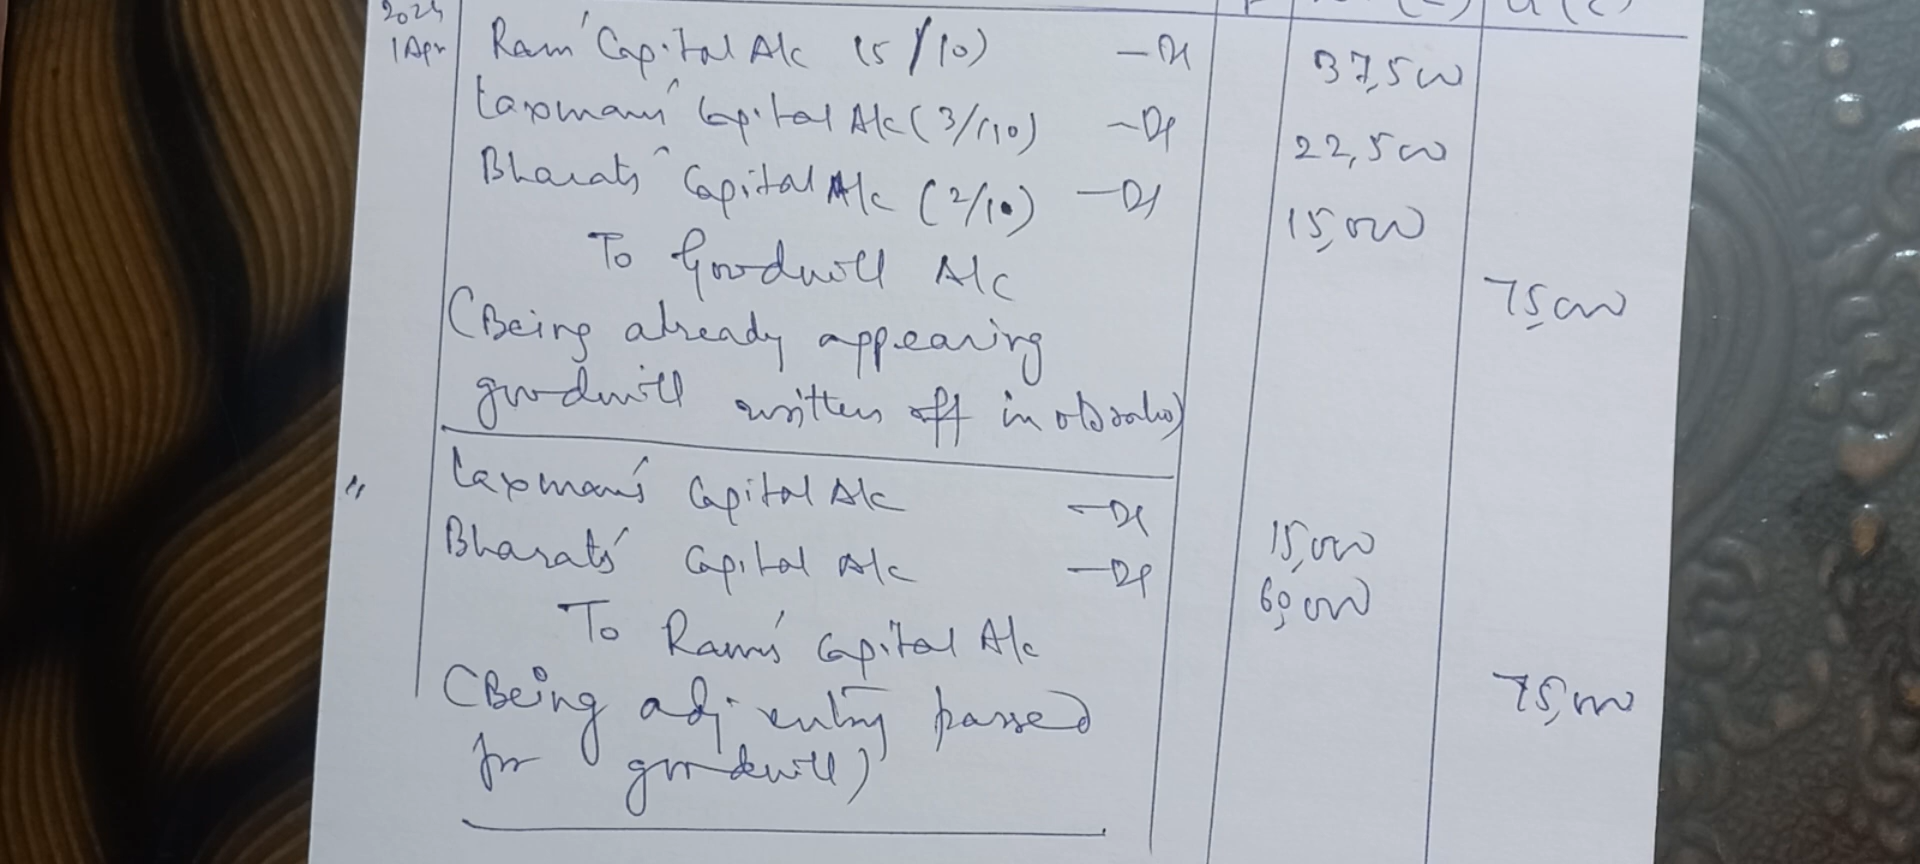 2024
1 Apr Ram' Capital A/c (5/10) —Dr 37,500
Laxman's Capital A/c (3/10) —Dr 22,500
Bharat's Capital A/c (2/10) —Dr 15,000
To Goodwill A/c 75,000
(Being already appearing
goodwill written off in old ratio)
" Laxman's Capital A/c —Dr 15,000
Bharat's Capital A/c —Dr 60,000
To Ram's Capital A/c 75,000
(Being adj entry passed
for goodwill)